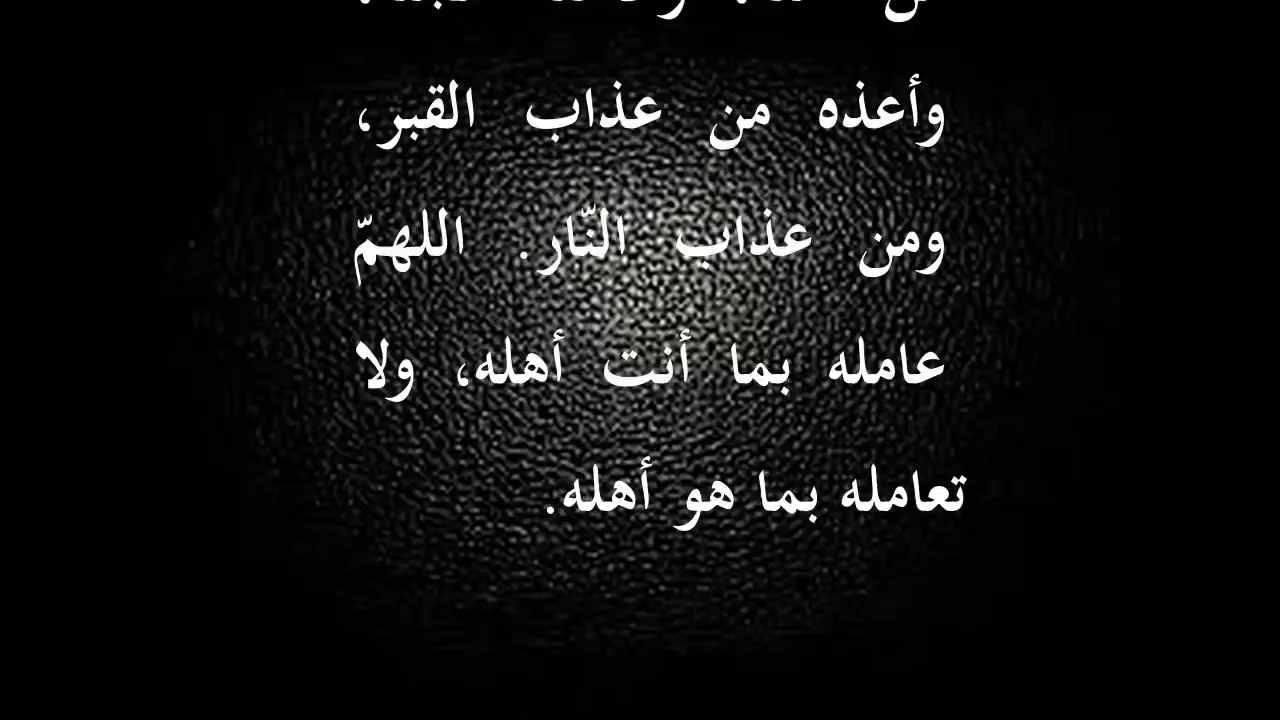 وأعذه من عذاب القبر،
ومن عذاب النّار. اللهمّ
عامله بما أنت أهله، ولا
تعامله بما هو أهله.